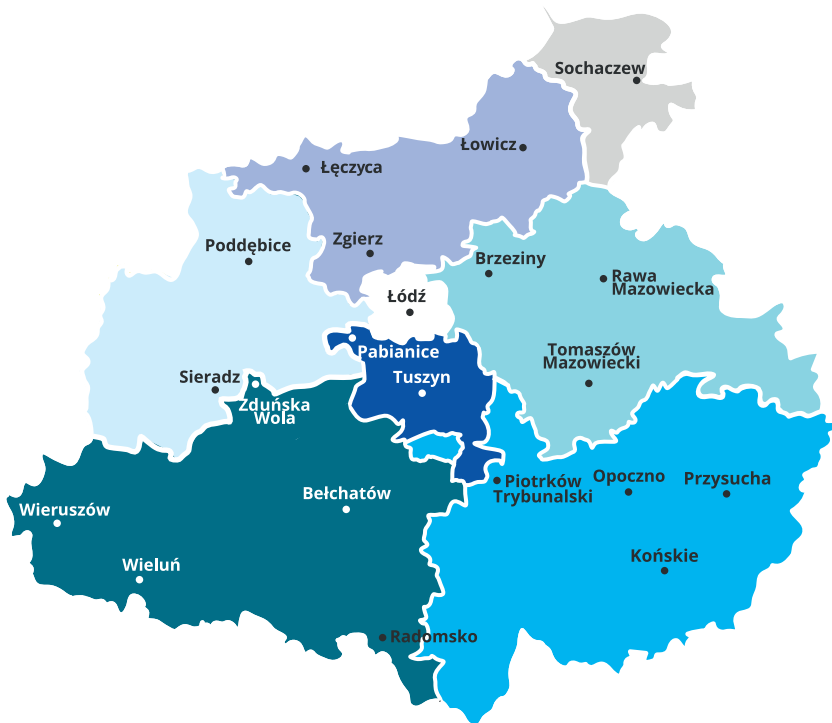 Sochaczew
Łowicz
Łęczyca
Zgierz
Poddębice
Brzeziny
Rawa
Mazowiecka
Łódź
Pabianice
Tomaszów
Mazowiecki
Sieradz
Tuszyn
Zduńska
Wola
Piotrków
Trybunalski
Opoczno
Przysucha
Bełchatów
Wieruszów
Końskie
Wieluń
Radomsko